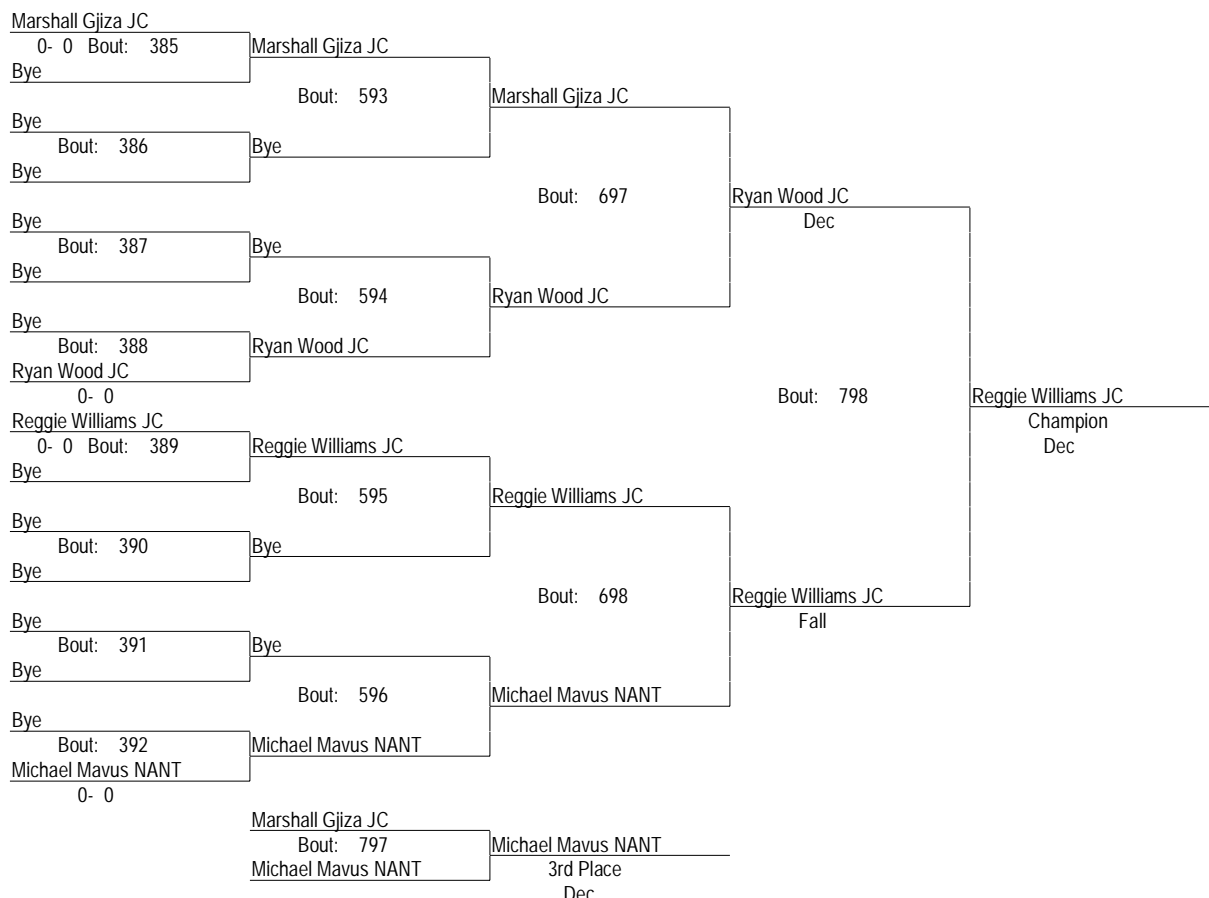 Marshall Gjiza JC
0- 0 Bout: 385 Marshall Gjiza JC
Bye
Bout: 593 Marshall Gjiza JC
Bye
Bout: 386 Bye
Bye
Bout: 697 Ryan Wood JC
Dec
Bye
Bout: 387 Bye
Bye
Bout: 594 Ryan Wood JC
Bye
Bout: 388 Ryan Wood JC
Ryan Wood JC
0- 0
Bout: 798 Reggie Williams JC
Champion
Dec
Reggie Williams JC
0- 0 Bout: 389 Reggie Williams JC
Bye
Bout: 595 Reggie Williams JC
Bye
Bout: 390 Bye
Bye
Bout: 698 Reggie Williams JC
Fall
Bye
Bout: 391 Bye
Bye
Bout: 596 Michael Mavus NANT
Bye
Bout: 392 Michael Mavus NANT
Michael Mavus NANT
0- 0
Marshall Gjiza JC
Bout: 797 Michael Mavus NANT
Michael Mavus NANT 3rd Place
Dec